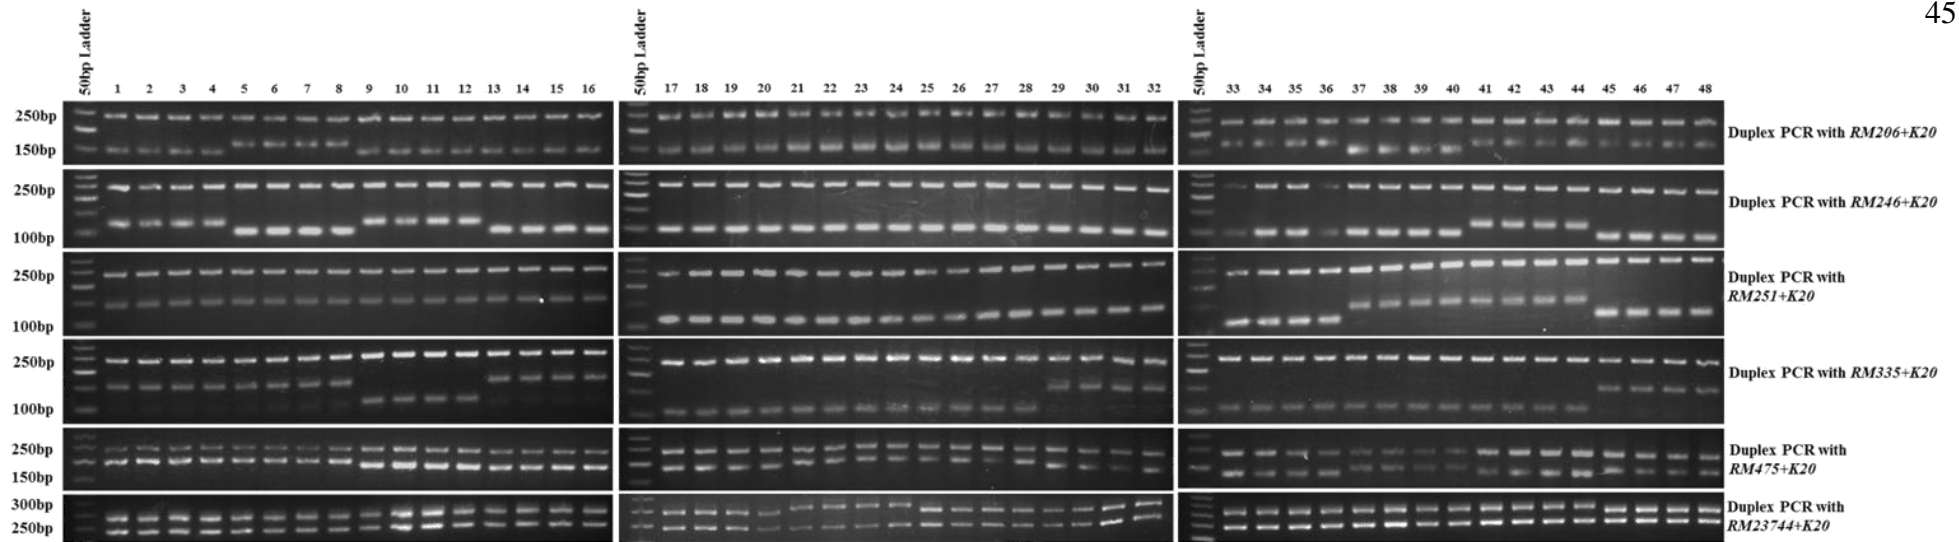 45
50bp Ladder 1 2 3 4 5 6 7 8 9 10 11 12 13 14 15 16 50bp Ladder 17 18 19 20 21 22 23 24 25 26 27 28 29 30 31 32 50bp Ladder 33 34 35 36 37 38 39 40 41 42 43 44 45 46 47 48
250bp
150bp
Duplex PCR with RM206+K20
250bp
100bp
Duplex PCR with RM246+K20
250bp
100bp
Duplex PCR with
RM251+K20
250bp
100bp
Duplex PCR with RM335+K20
250bp
150bp
Duplex PCR with
RM475+K20
300bp
250bp
Duplex PCR with
RM23744+K20